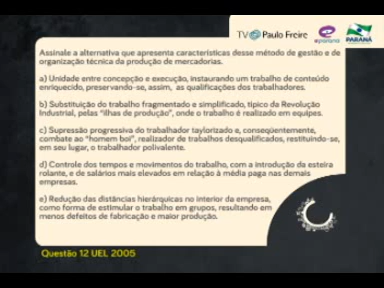 TV Paulo Freire
PARANÁ
Assinale a alternativa que apresenta características desse método de gestão e de
organização técnica da produção de mercadorias.
a) Unidade entre concepção e execução, instaurando um trabalho de conteúdo
enriquecido, preservando-se, assim, as qualificações dos trabalhadores.
b) Substituição do trabalho fragmentado e simplificado, típico da Revolução
Industrial, pelas "ilhas de produção", onde o trabalho é realizado em equipes.
c) Supressão progressiva do trabalhador taylorizado e, conseqüentemente,
combate ao "homem boi", realizador de trabalhos desqualificados, restituindo-se,
em seu lugar, o trabalhador polivalente.
d) Controle dos tempos e movimentos do trabalho, com a introdução da esteira
rolante, e de salários mais elevados em relação à média paga nas demais
empresas.
e) Redução das distâncias hierárquicas no interior da empresa,
como forma de estimular o trabalho em grupos, resultando em
menos defeitos de fabricação e maior produção.
Questão 12 UEL 2005